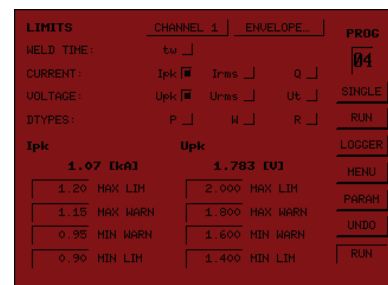 LIMITS CHANNEL 1 ENVELOPE… PROG
WELD TIME: tw 04
CURRENT: Ipk Irms Q
VOLTAGE: Upk Urms Ut SINGLE
DTYPES: P W R RUN
Ipk Upk LOGGER
1.07 [kA] 1.783 [V] MENU
1.20 MAX LIM 2.000 MAX LIM
PARAM
1.15 MAX WARN 1.800 MAX WARN
UNDO
0.95 MIN WARN 1.600 MIN WARN
0.90 MIN LIM 1.400 MIN LIM RUN